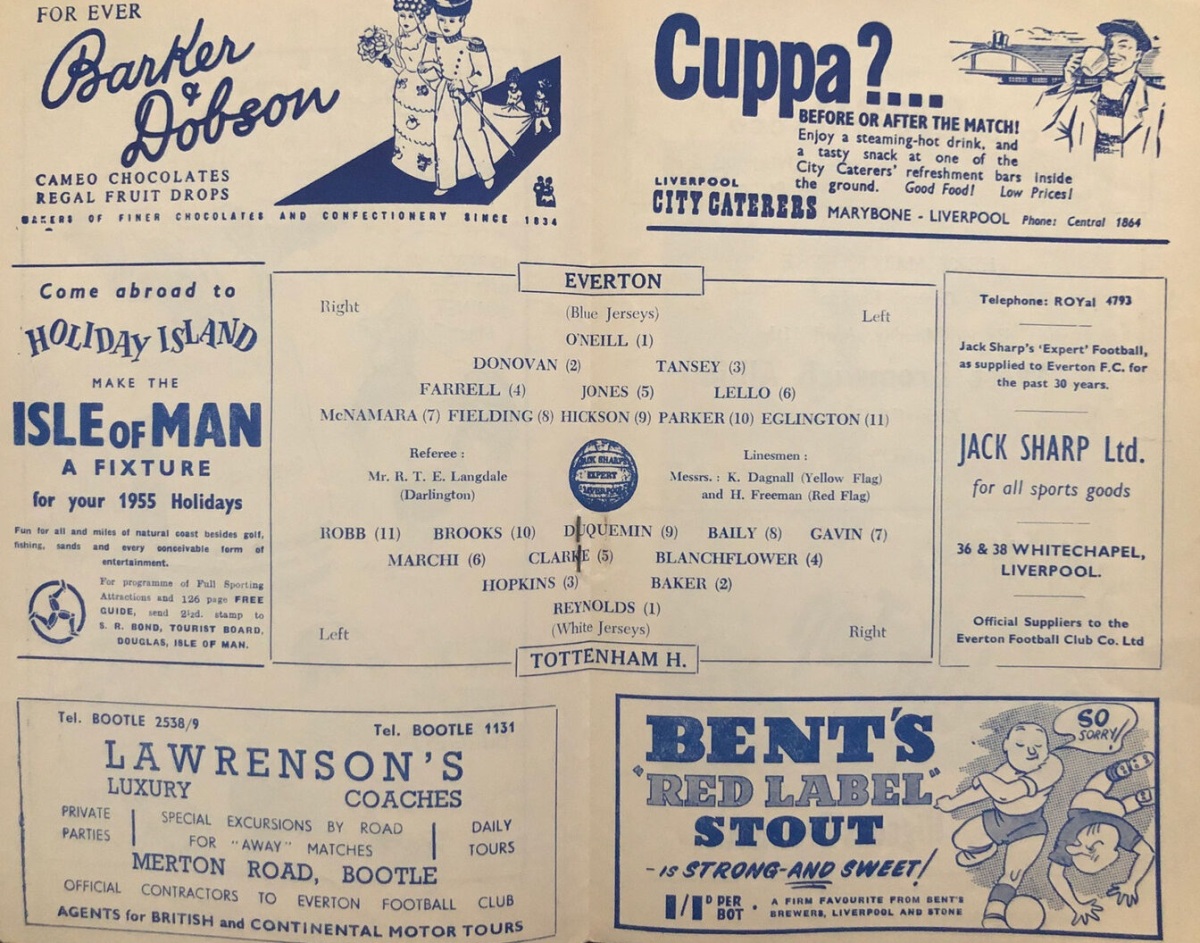 FOR EVER
Barker
&
Dobson
CAMEO CHOCOLATES
REGAL FRUIT DROPS
MAKERS OF FINER CHOCOLATES AND CONFECTIONERY SINCE 1834
Cuppa?....
BEFORE OR AFTER THE MATCH!
Enjoy a steaming-hot drink, and
a tasty snack at one of the
City Caterers' refreshment bars inside
the ground. Good Food! Low Prices!
LIVERPOOL
CITY CATERERS MARYBONE - LIVERPOOL Phone: Central 1864
Come abroad to
HOLIDAY ISLAND
MAKE THE
ISLE OF MAN
A FIXTURE
for your 1955 Holidays
Fun for all and miles of natural coast besides golf,
fishing, sands and every conceivable form of
entertainment.
For programme of Full Sporting
Attractions and 126 page FREE
GUIDE, send 2½d. stamp to
S. R. BOND, TOURIST BOARD,
DOUGLAS, ISLE OF MAN.
EVERTON
Right
(Blue Jerseys)
Left
O'NEILL (1)
DONOVAN (2) TANSEY (3)
FARRELL (4) JONES (5) LELLO (6)
McNAMARA (7) FIELDING (8) HICKSON (9) PARKER (10) EGLINGTON (11)
Referee :
Mr. R. T. E. Langdale
(Darlington)
JACK SHARP
EXPERT
LIVERPOOL
Linesmen :
Messrs. : K. Dagnall (Yellow Flag)
and H. Freeman (Red Flag)
ROBB (11) BROOKS (10) DUQUEMIN (9) BAILY (8) GAVIN (7)
MARCHI (6) CLARKE (5) BLANCHFLOWER (4)
HOPKINS (3) BAKER (2)
REYNOLDS (1)
Left
(White Jerseys)
Right
TOTTENHAM H.
Telephone: ROYal 4793
Jack Sharp's 'Expert' Football,
as supplied to Everton F.C. for
the past 30 years.
JACK SHARP Ltd.
for all sports goods
36 & 38 WHITECHAPEL,
LIVERPOOL.
Official Suppliers to the
Everton Football Club Co. Ltd
Tel. BOOTLE 2538/9 Tel. BOOTLE 1131
LAWRENSON'S
LUXURY COACHES
PRIVATE
PARTIES
SPECIAL EXCURSIONS BY ROAD
FOR "AWAY" MATCHES
DAILY
TOURS
MERTON ROAD, BOOTLE
OFFICIAL CONTRACTORS TO EVERTON FOOTBALL CLUB
AGENTS for BRITISH and CONTINENTAL MOTOR TOURS
BENT'S
"RED LABEL"
STOUT
- IS STRONG-AND SWEET!
1/1D PER
BOT •
A FIRM FAVOURITE FROM BENT'S
BREWERS, LIVERPOOL AND STONE
SO
SORRY!